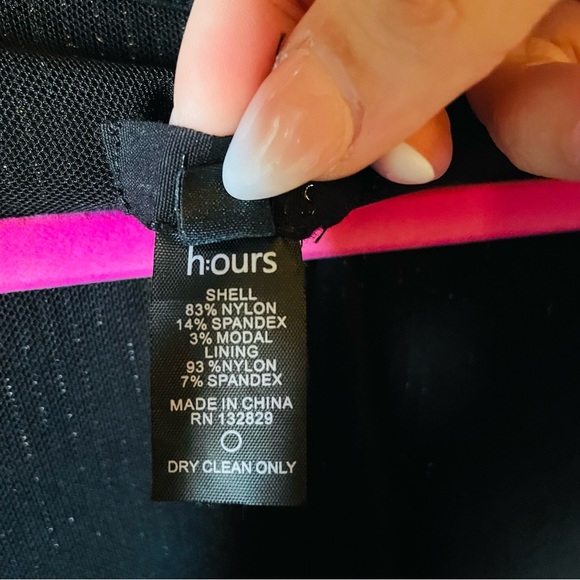 h:ours
SHELL
83% NYLON
14% SPANDEX
3% MODAL
LINING
93 %NYLON
7% SPANDEX
MADE IN CHINA
RN 132829
DRY CLEAN ONLY